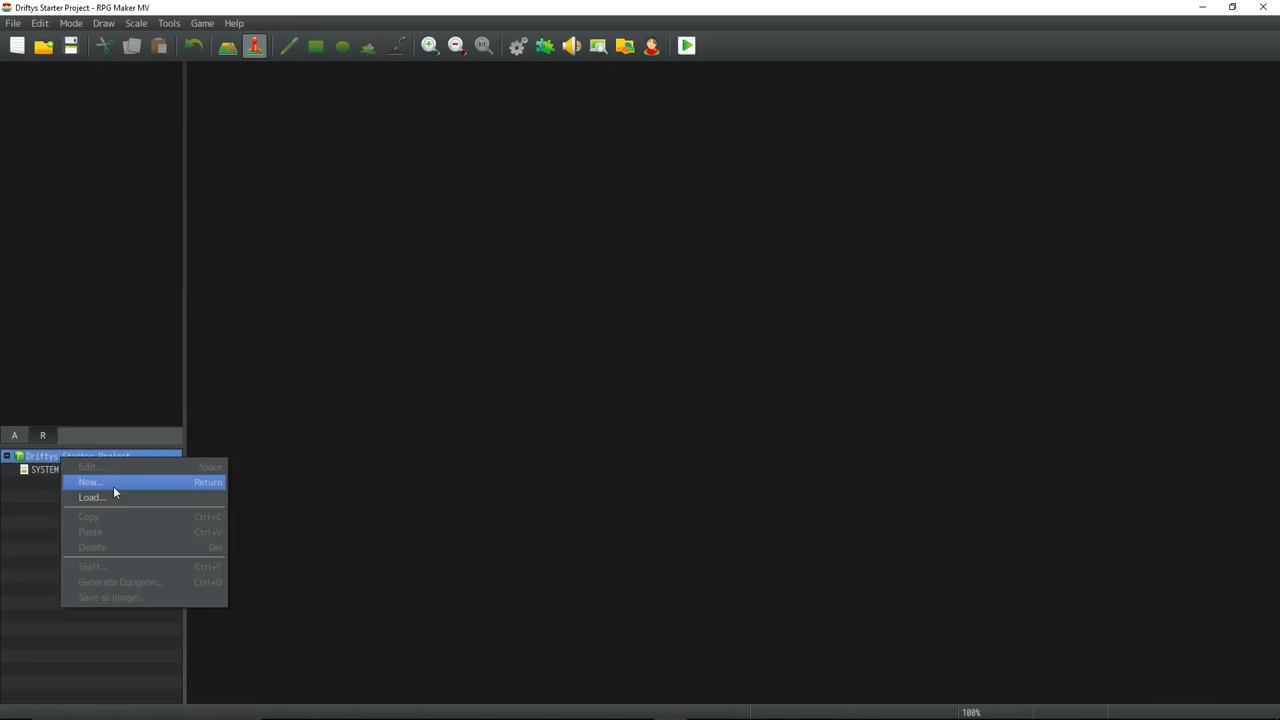 Driftys Starter Project - RPG Maker MV
File Edit Mode Draw Scale Tools Game Help
A R
Driftys Starter Project
SYSTEM
Edit... Space
New... Return
Load...
Copy Ctrl+C
Paste Ctrl+V
Delete Del
Shift... Ctrl+T
Generate Dungeon... Ctrl+D
Save as Image...
100%